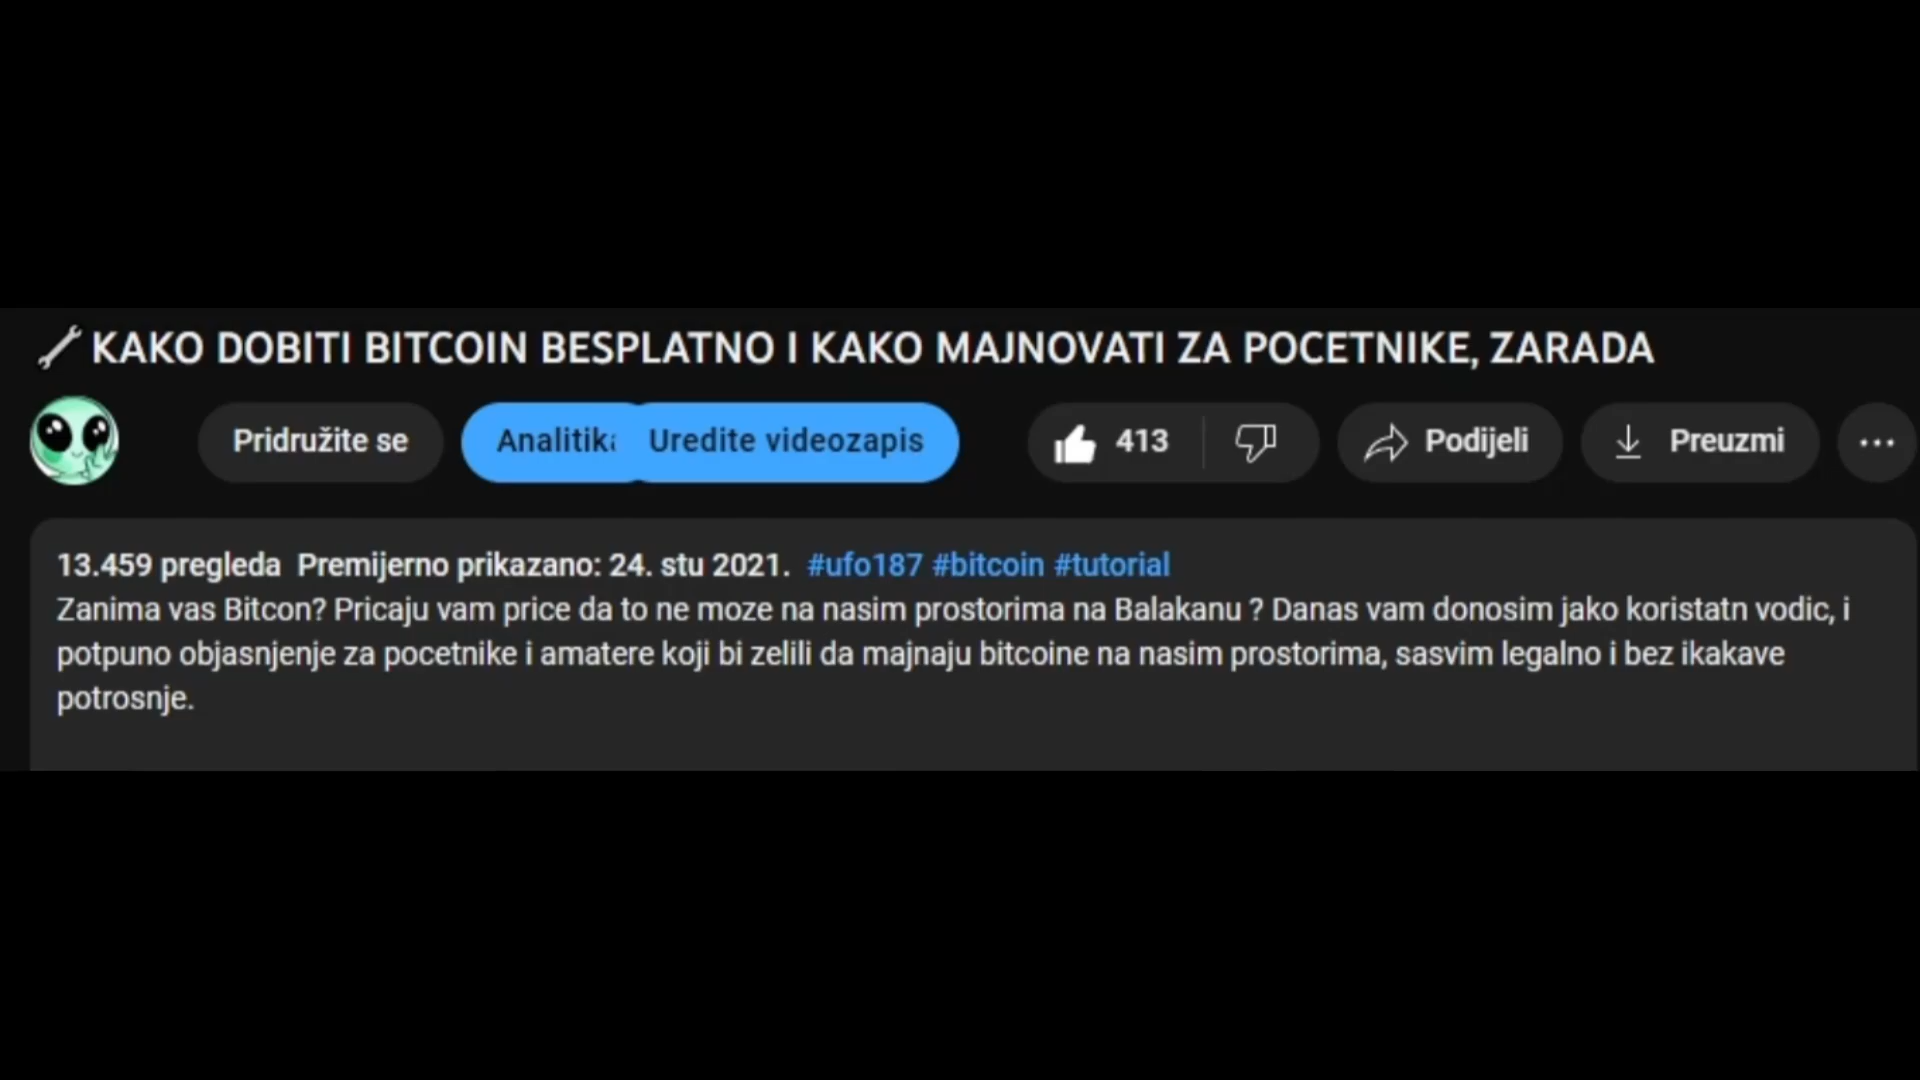 KAKO DOBITI BITCOIN BESPLATNO I KAKO MAJNOVATI ZA POCETNIKE, ZARADA
Pridružite se Analitika Uredite videozapis 413 Podijeli Preuzmi
13.459 pregleda Premijerno prikazano: 24. stu 2021. #ufo187 #bitcoin #tutorial
Zanima vas Bitcon? Pricaju vam price da to ne moze na nasim prostorima na Balakanu ? Danas vam donosim jako koristatn vodic, i
potpuno objasnjenje za pocetnike i amatere koji bi zelili da majnaju bitcoine na nasim prostorima, sasvim legalno i bez ikakave
potrosnje.